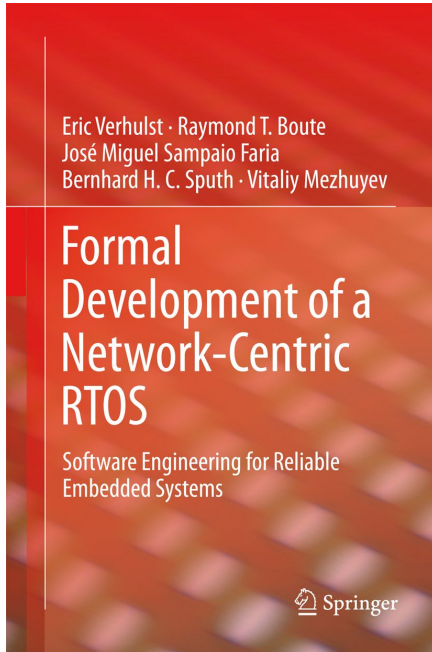 Eric Verhulst · Raymond T. Boute
José Miguel Sampaio Faria
Bernhard H. C. Sputh · Vitaliy Mezhuyev
Formal
Development of a
Network-Centric
RTOS
Software Engineering for Reliable
Embedded Systems
Springer